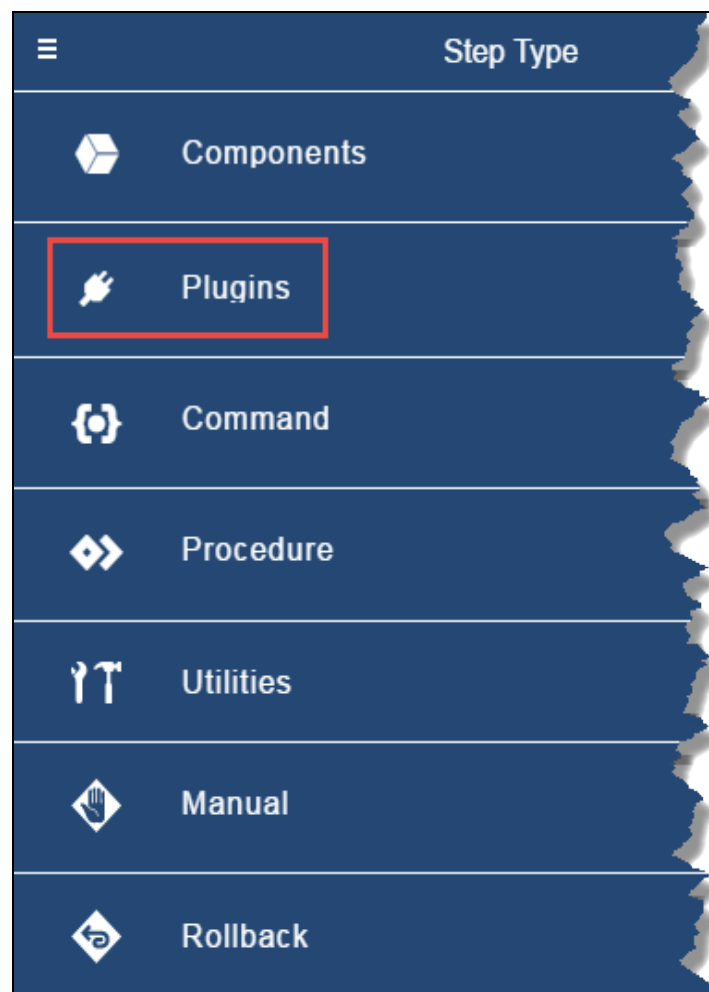 Step Type
Components
Plugins
Command
Procedure
Utilities
Manual
Rollback